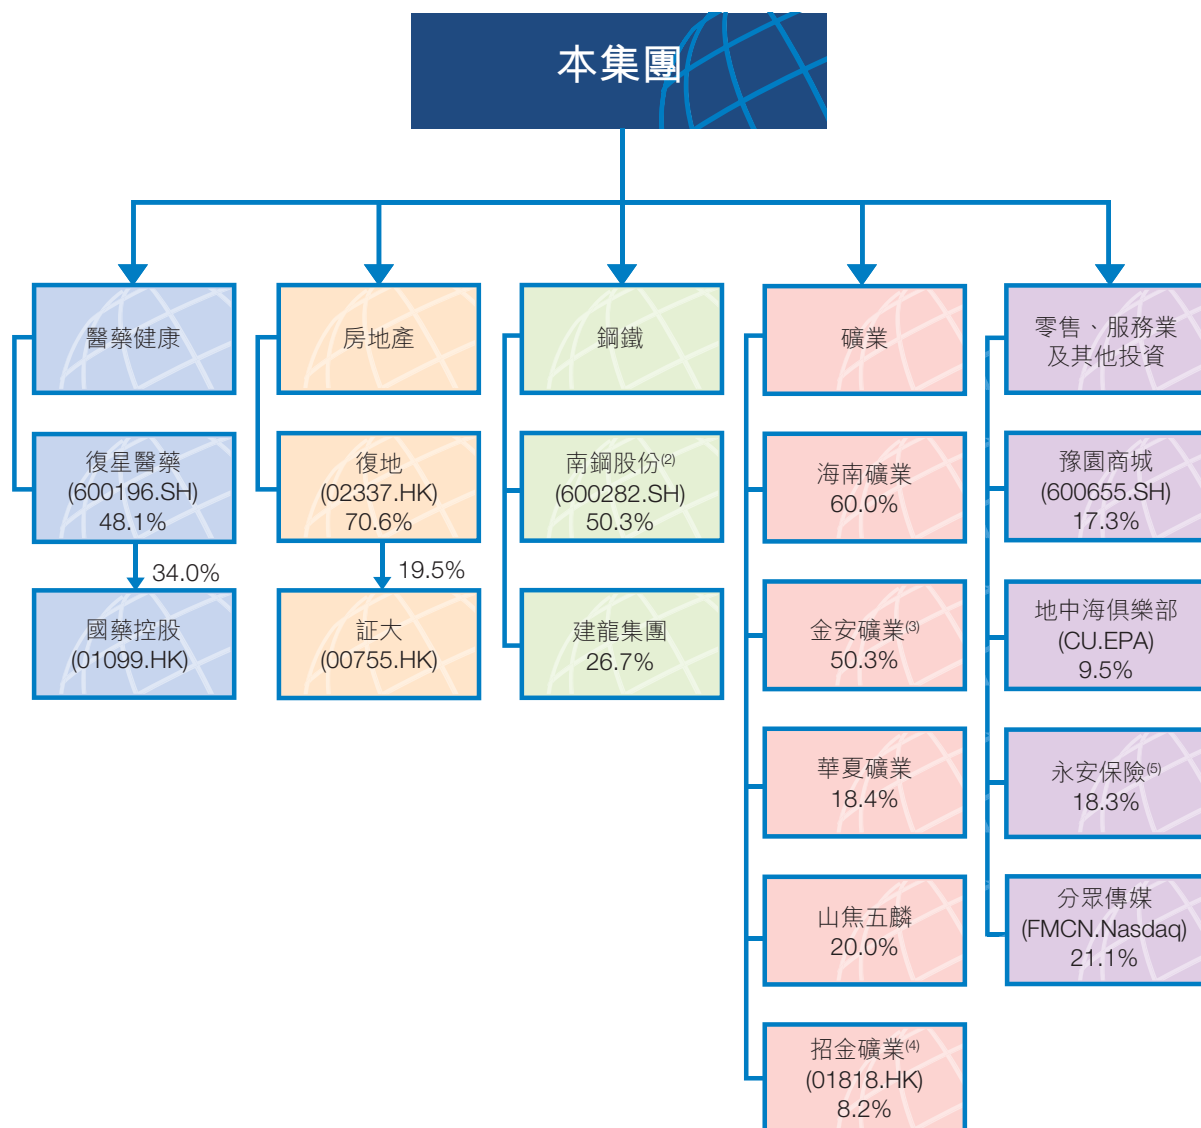 本集團
醫藥健康
復星醫藥
(600196.SH)
48.1%
34.0%
國藥控股
(01099.HK)
房地產
復地
(02337.HK)
70.6%
19.5%
証大
(00755.HK)
鋼鐵
南鋼股份(2)
(600282.SH)
50.3%
建龍集團
26.7%
礦業
海南礦業
60.0%
金安礦業(3)
50.3%
華夏礦業
18.4%
山焦五麟
20.0%
招金礦業(4)
(01818.HK)
8.2%
零售、服務業
及其他投資
豫園商城
(600655.SH)
17.3%
地中海俱樂部
(CU.EPA)
9.5%
永安保險(5)
18.3%
分眾傳媒
(FMCN.Nasdaq)
21.1%